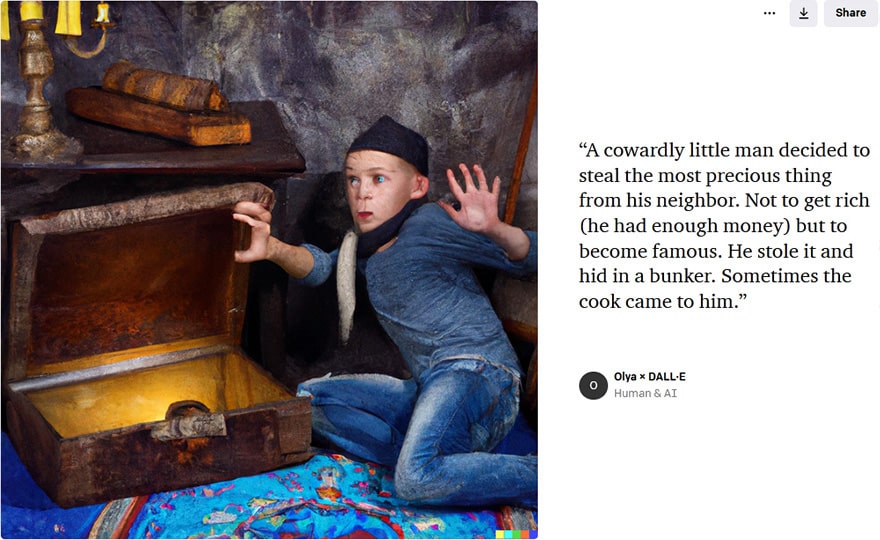 Share
“A cowardly little man decided to
steal the most precious thing
from his neighbor. Not to get rich
(he had enough money) but to
become famous. He stole it and
hid in a bunker. Sometimes the
cook came to him.”
O
Olya × DALL·E
Human & AI